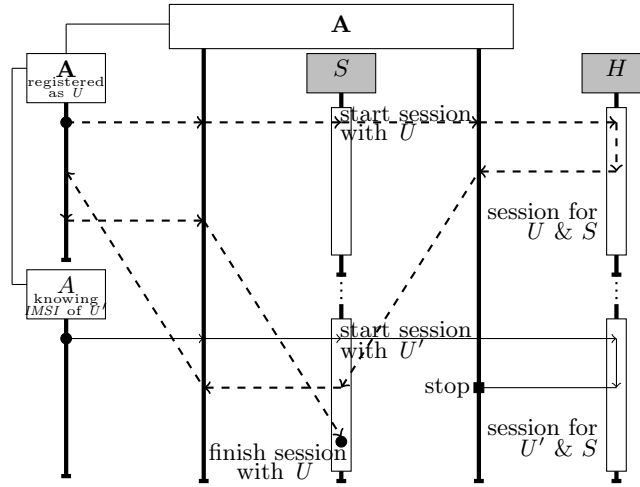 A
A
registered
as U
S
H
start session
with U
session for
U & S
A
knowing
IMSI of U'
start session
with U'
stop
finish session
with U
session for
U' & S